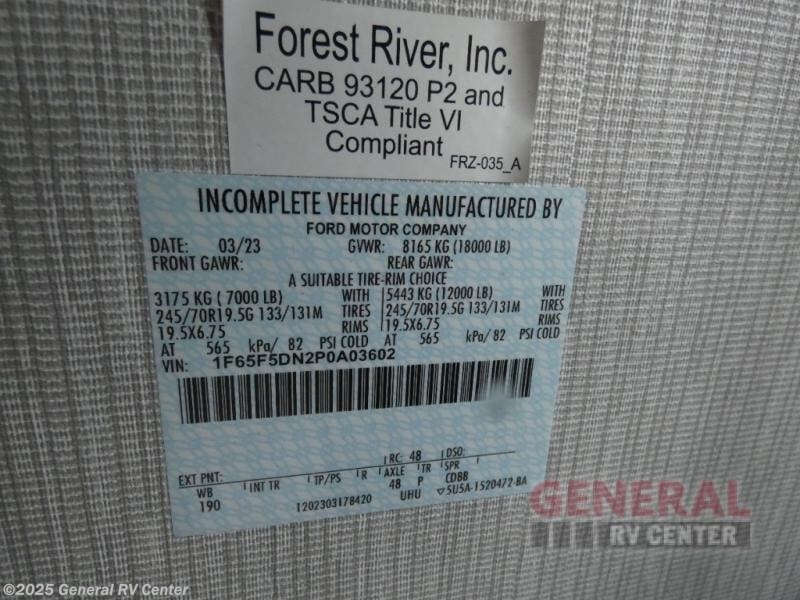 Forest River, Inc.
CARB 93120 P2 and
TSCA Title VI
Compliant
FRZ-035_A
INCOMPLETE VEHICLE MANUFACTURED BY
FORD MOTOR COMPANY
DATE: 03/23 GVWR: 8165 KG (18000 LB)
FRONT GAWR: REAR GAWR:
A SUITABLE TIRE-RIM CHOICE
3175 KG ( 7000 LB) WITH 5443 KG (12000 LB) WITH
245/70R19.5G 133/131M TIRES 245/70R19.5G 133/131M TIRES
19.5X6.75 RIMS 19.5X6.75 RIMS
AT 565 kPa/ 82 PSI COLD AT 565 kPa/ 82 PSI COLD
VIN: 1F65F5DN2P0A03602
RC: 48 DSO:
EXT PNT: INT TR TP/PS R AXLE TR SPR
WB 48 P CDBB
190 1202303178420 UHU ▽5U5A-1520472-BA
GENERAL
RV CENTER
©2025 General RV Center